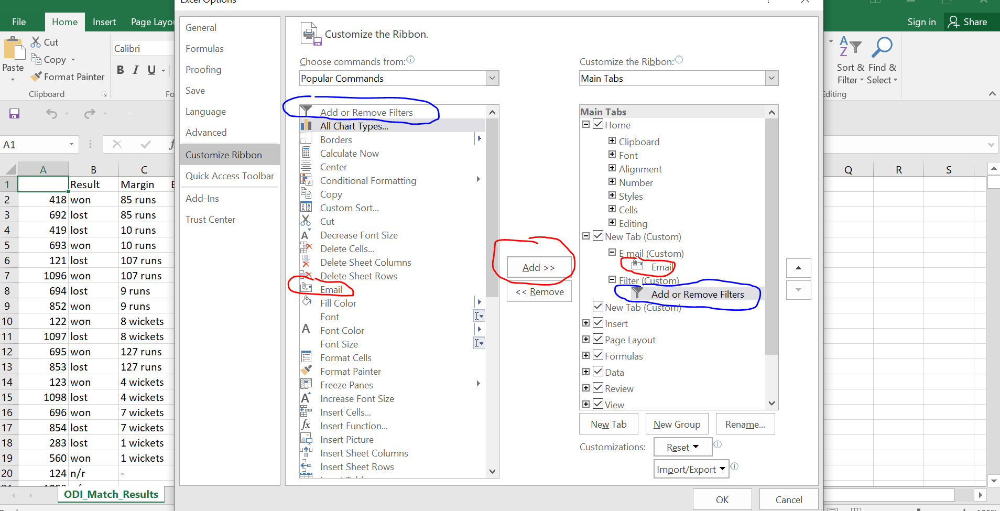 Excel Options
File Home Insert Page Layou
Sign in Share
Cut
Copy
Paste
Format Painter
Clipboard
Calibri
B I U
Fo
Sort & Filter
Find & Select
Editing
A1
A B C Q R S
1 Result Margin
2 418 won 85 runs
3 692 lost 85 runs
4 419 lost 10 runs
5 693 won 10 runs
6 121 lost 107 runs
7 1096 won 107 runs
8 694 lost 9 runs
9 852 won 9 runs
10 122 won 8 wickets
11 1097 lost 8 wickets
12 695 won 127 runs
13 853 lost 127 runs
14 123 won 4 wickets
15 1098 lost 4 wickets
16 696 won 7 wickets
17 854 lost 7 wickets
18 283 lost 1 wickets
19 560 won 1 wickets
20 124 n/r -
ODI_Match_Results
General
Formulas
Proofing
Save
Language
Advanced
Customize Ribbon
Quick Access Toolbar
Add-Ins
Trust Center
Customize the Ribbon.
Choose commands from:
Popular Commands
Add or Remove Filters
All Chart Types...
Borders
Calculate Now
Center
Conditional Formatting
Copy
Custom Sort...
Cut
Decrease Font Size
Delete Cells...
Delete Sheet Columns
Delete Sheet Rows
Email
Fill Color
Font
Font Color
Font Size
Format Cells
Format Painter
Freeze Panes
Increase Font Size
Insert Cells...
Insert Function...
Insert Picture
Insert Sheet Columns
Insert Sheet Rows
Add >>
<< Remove
Customize the Ribbon:
Main Tabs
Main Tabs
Home
Clipboard
Font
Alignment
Number
Styles
Cells
Editing
New Tab (Custom)
E mail (Custom)
Email
Filter (Custom)
Add or Remove Filters
New Tab (Custom)
Insert
Page Layout
Formulas
Data
Review
View
New Tab New Group Rename...
Customizations: Reset
Import/Export
OK Cancel